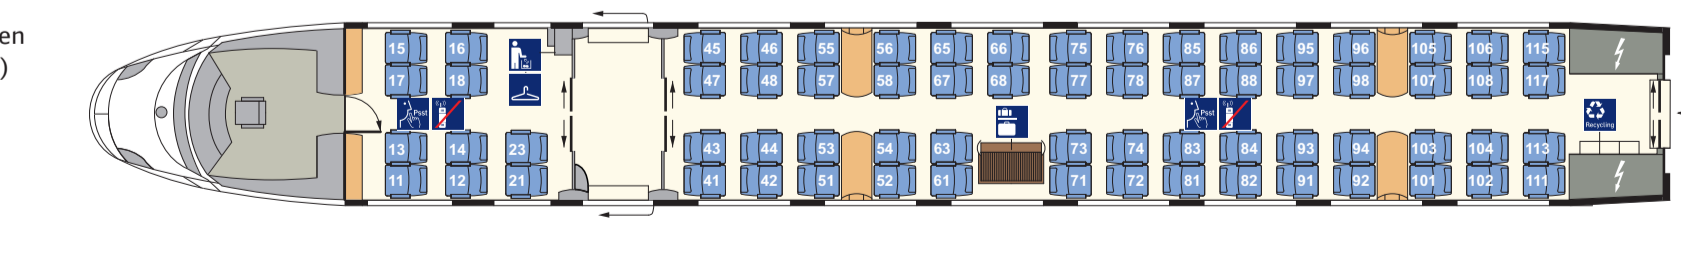 en
)
15 16 45 46 55 56 65 66 75 76 85 86 95 96 105 106 115
17 18 47 48 57 58 67 68 77 78 87 88 97 98 107 108 117
Psst Psst
Recycling
13 14 23 43 44 53 54 63 73 74 83 84 93 94 103 104 113
11 12 21 41 42 51 52 61 71 72 81 82 91 92 101 102 111